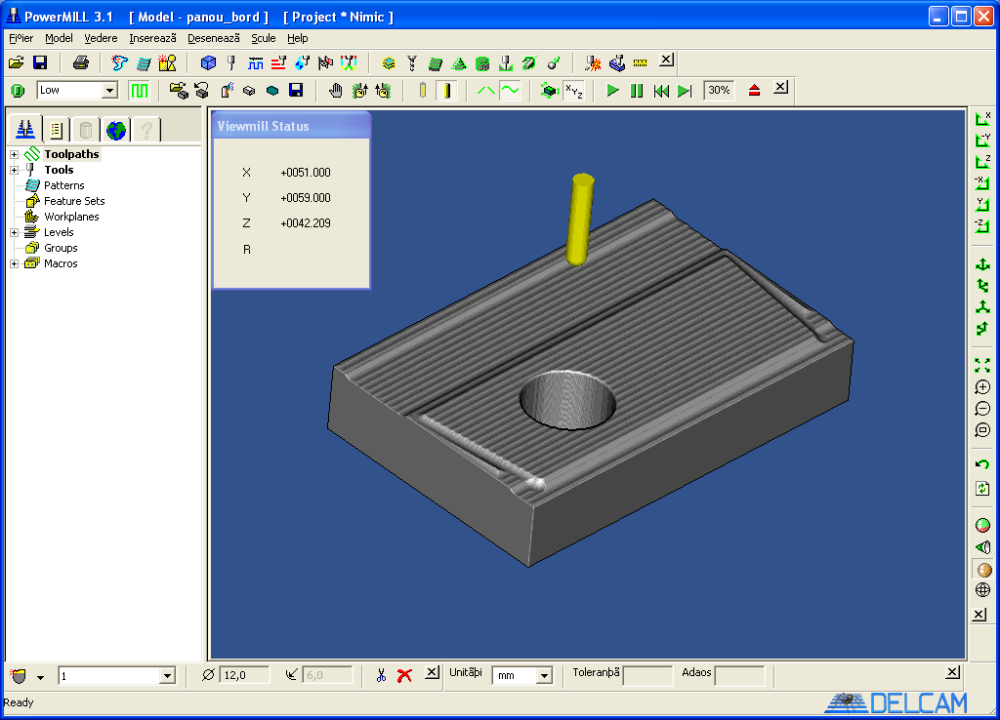 PowerMILL 3.1 [ Model - panou_bord ] [ Project * Nimic ]
Fiºier Model Vedere Insereazã Deseneazã Scule Help
Low 30%
Viewmill Status
X +0051.000
Y +0059.000
Z +0042.209
R
Toolpaths
Tools
Patterns
Feature Sets
Workplanes
Levels
Groups
Macros
X
-Y
Z
-X
Y
-Z
1 12,0 6,0 Unitãþi mm Toleranþã Adaos
Ready
DELCAM